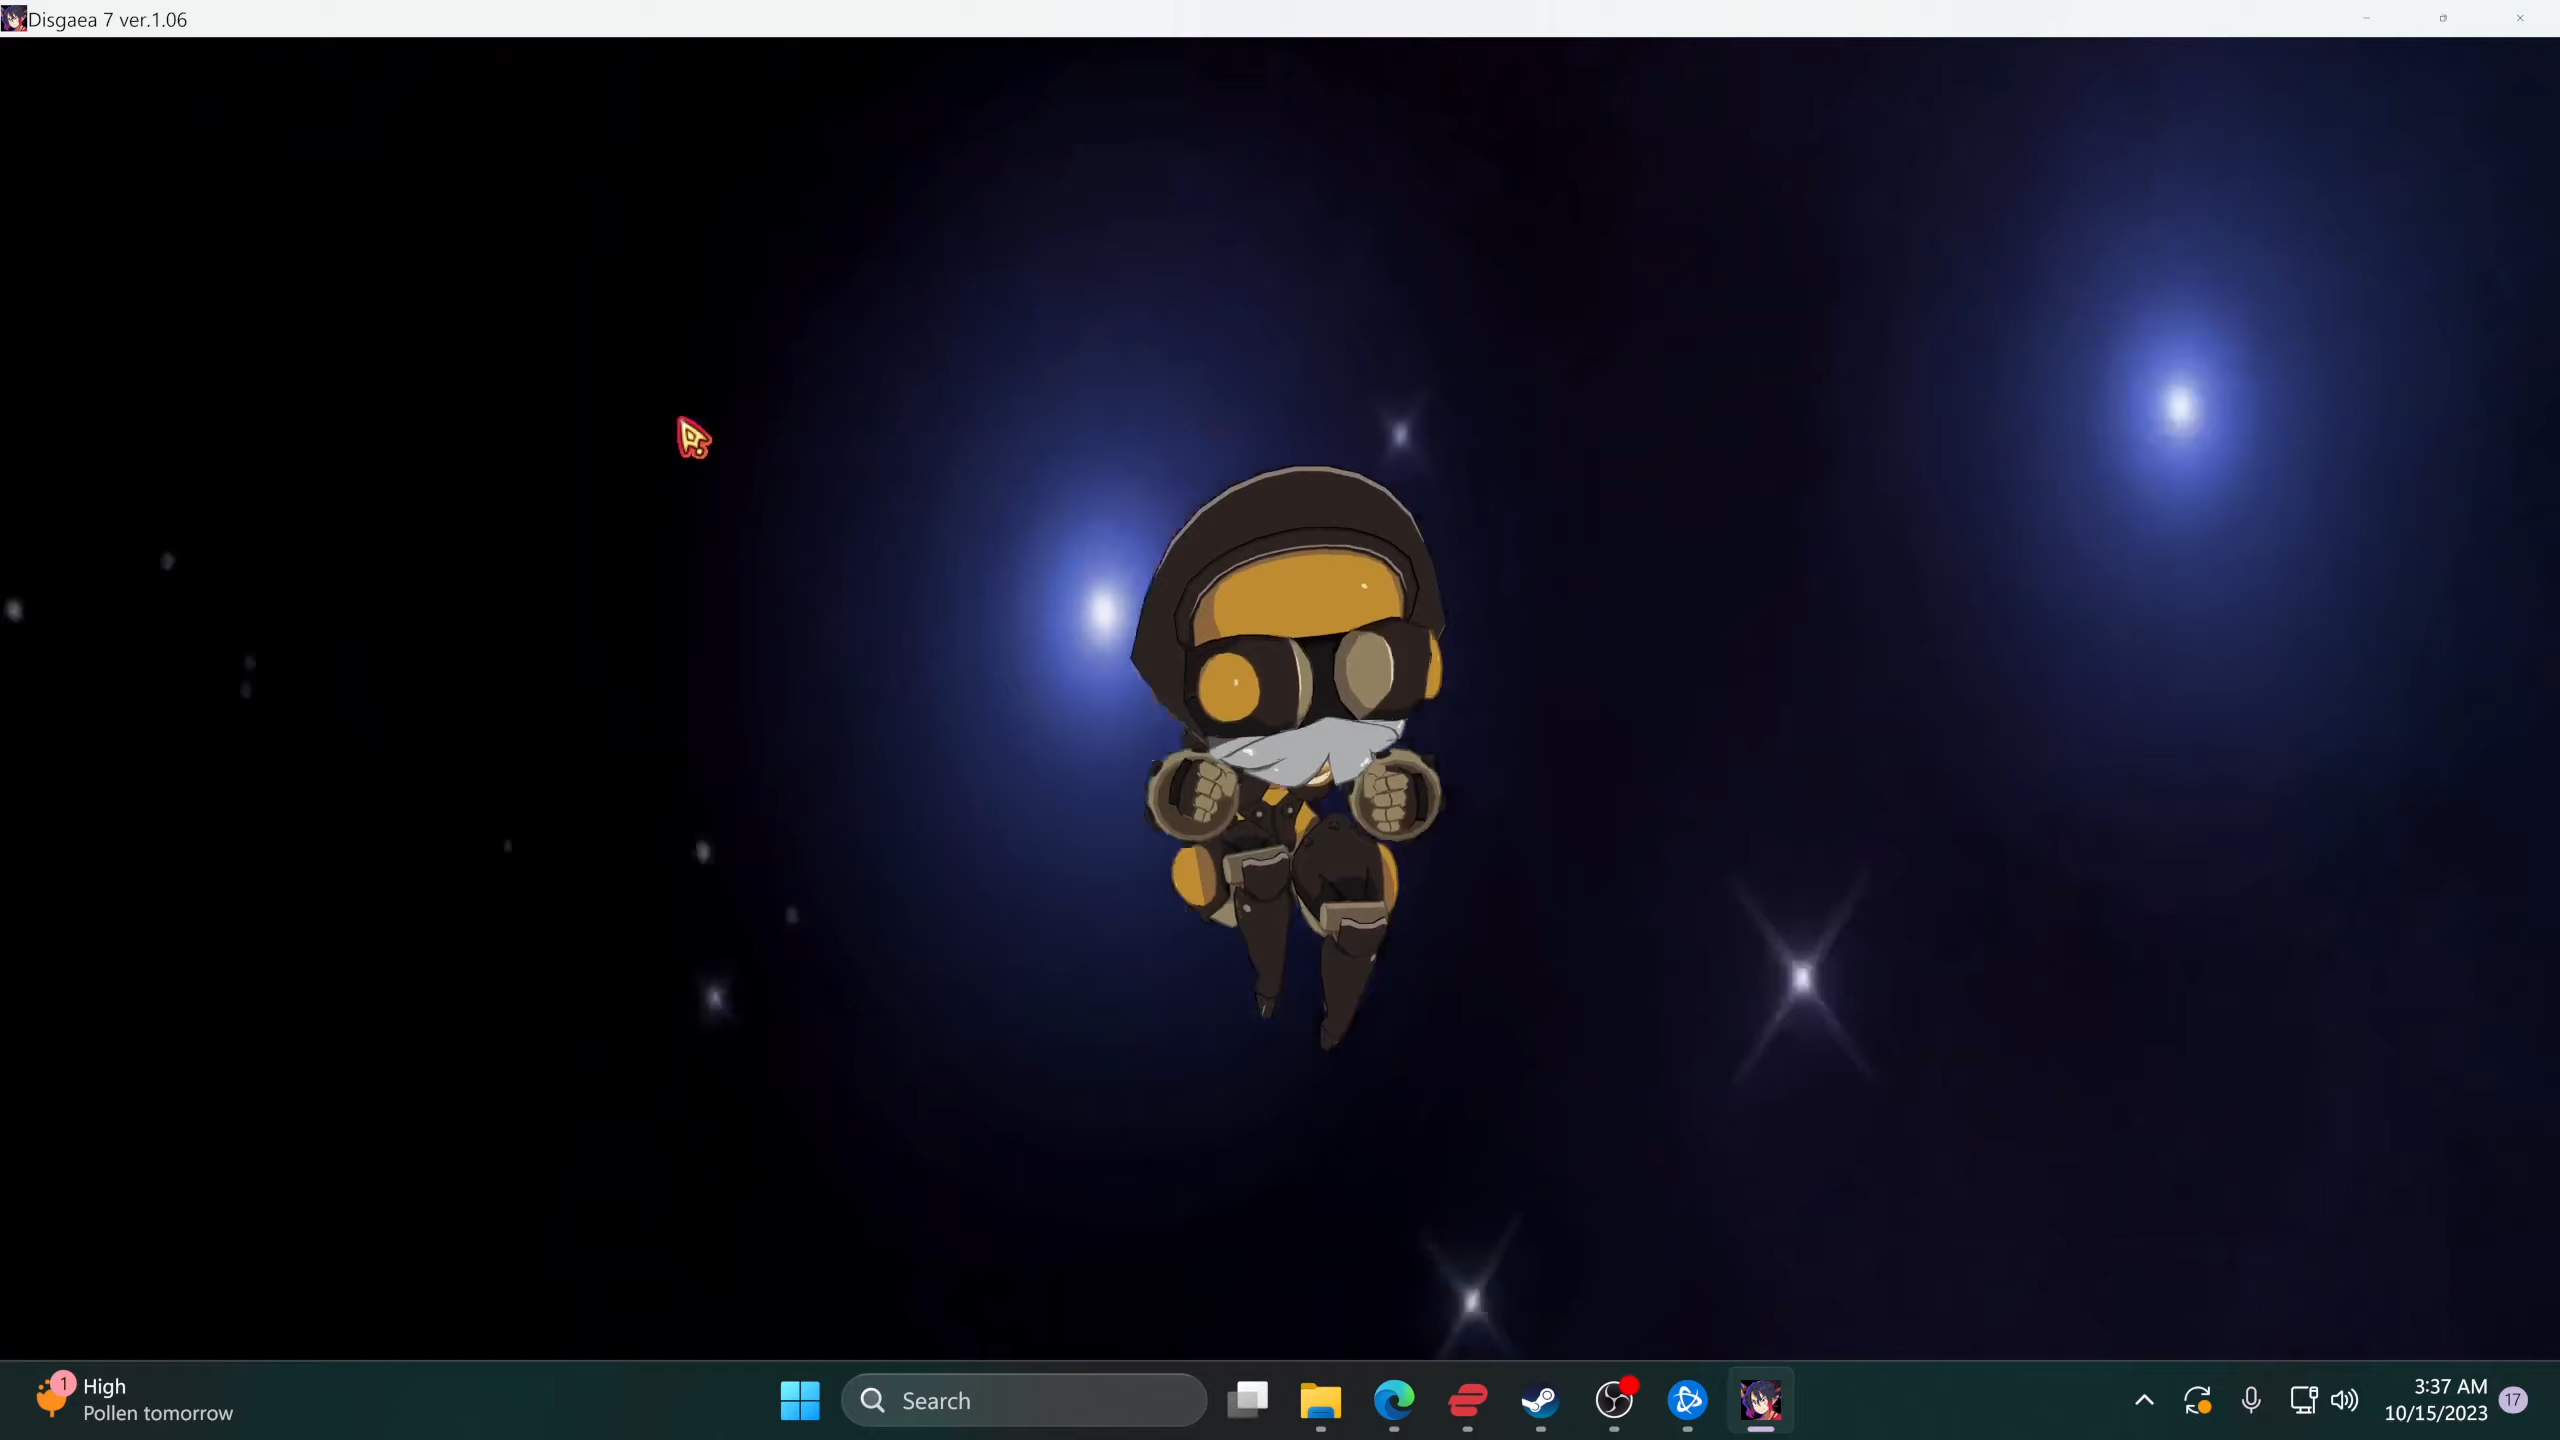 Disgaea 7 ver.1.06
1
High
Pollen tomorrow
Search
3:37 AM
10/15/2023
17